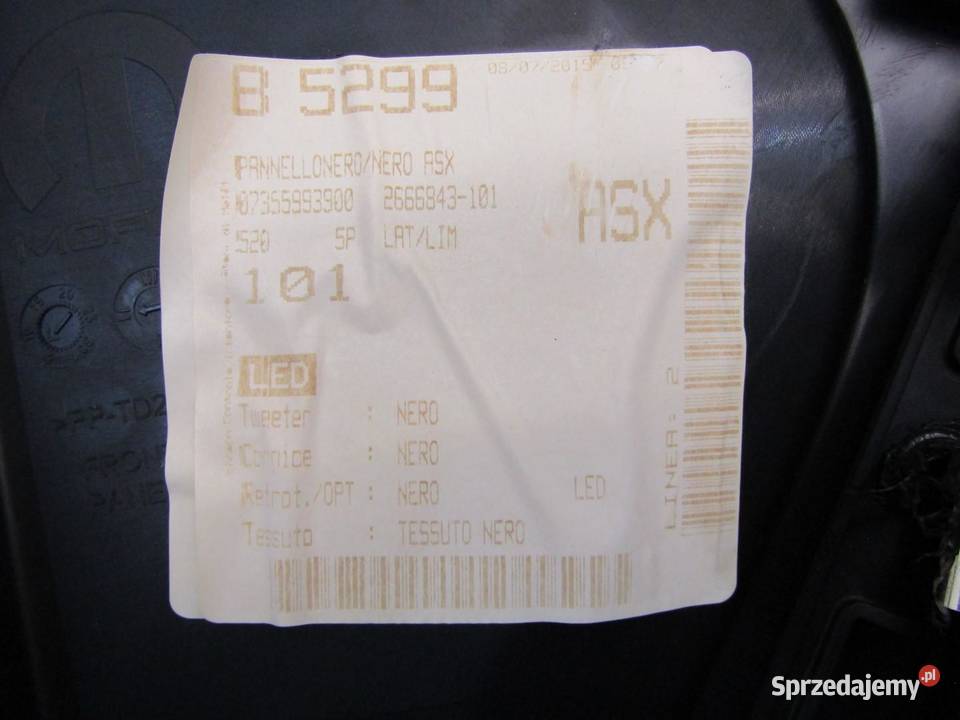 B 5299
08/07/2015
PANNELLONERO/NERO ASX
07355993900 2666843-101
520 5P LAT/LIM
ASX
101
LED
Tweeter : NERO
Cornice : NERO
Retrot./OPT : NERO LED
Tessuto : TESSUTO NERO
LINEA: 2
Sprzedajemy.pl